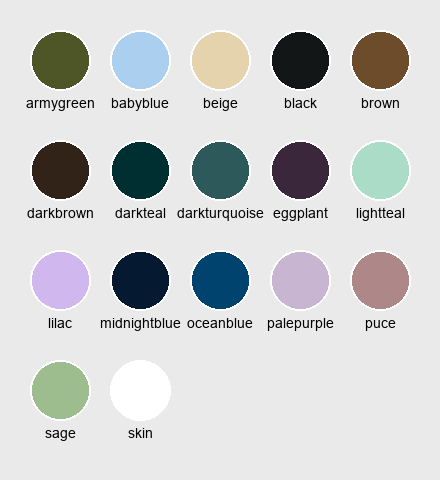 armygreen babyblue beige black brown
darkbrown darkteal darkturquoise eggplant lightteal
lilac midnightblue oceanblue palepurple puce
sage skin